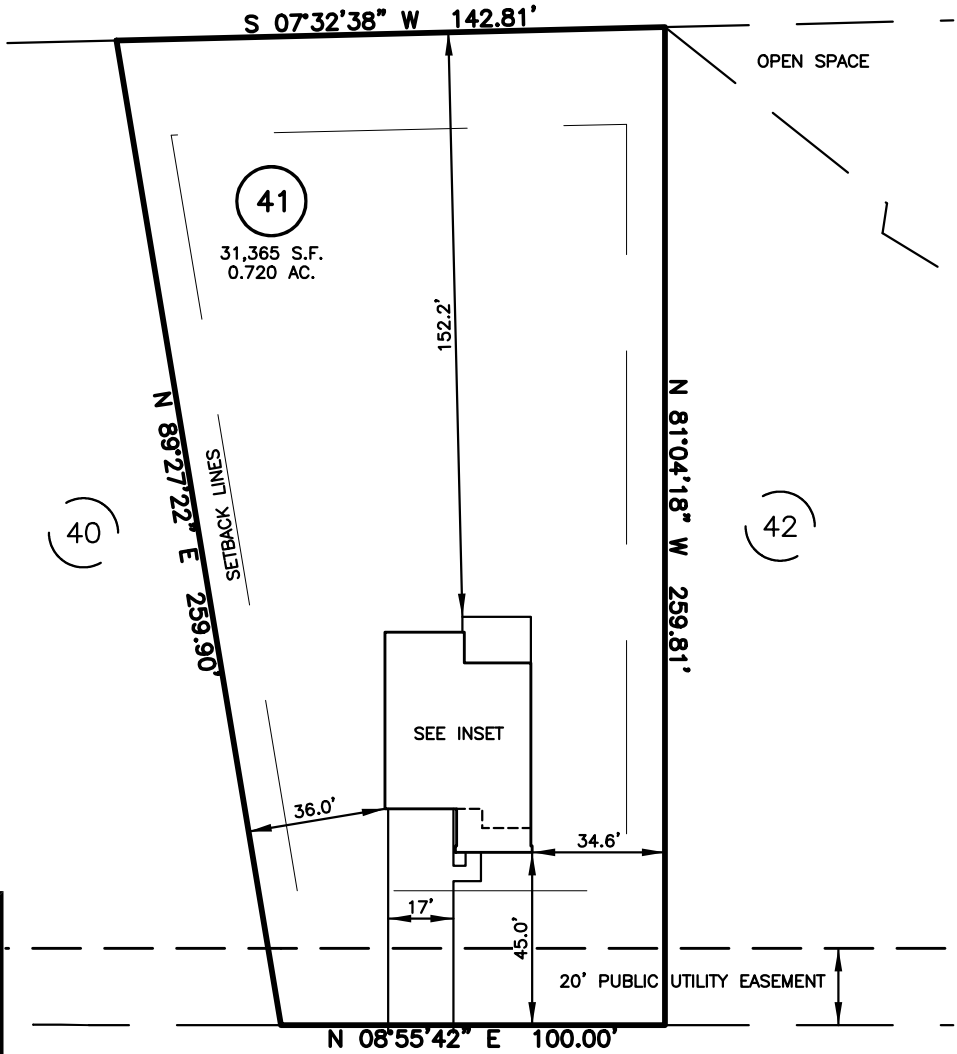 S 07°32'38" W 142.81'
OPEN SPACE
41
31,365 S.F.
0.720 AC.
152.2'
N 89°27'22" E 259.90'
SETBACK LINES
N 81°04'18" W 259.81'
40
42
SEE INSET
36.0'
34.6'
17'
45.0'
20' PUBLIC UTILITY EASEMENT
N 08°55'42" E 100.00'